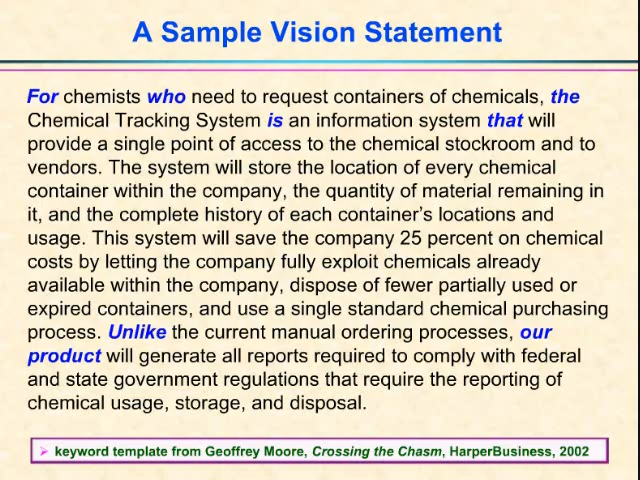 A Sample Vision Statement
For chemists who need to request containers of chemicals, the
Chemical Tracking System is an information system that will
provide a single point of access to the chemical stockroom and to
vendors. The system will store the location of every chemical
container within the company, the quantity of material remaining in
it, and the complete history of each container's locations and
usage. This system will save the company 25 percent on chemical
costs by letting the company fully exploit chemicals already
available within the company, dispose of fewer partially used or
expired containers, and use a single standard chemical purchasing
process. Unlike the current manual ordering processes, our
product will generate all reports required to comply with federal
and state government regulations that require the reporting of
chemical usage, storage, and disposal.
keyword template from Geoffrey Moore, Crossing the Chasm, HarperBusiness, 2002